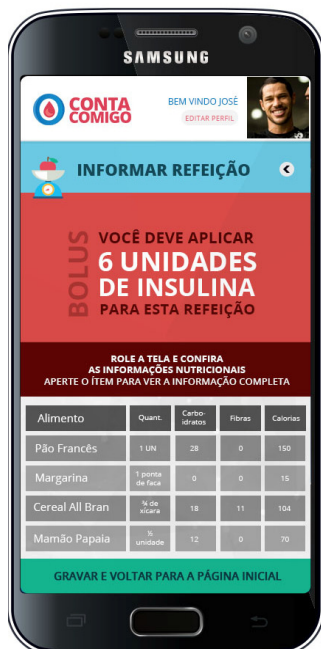 SAMSUNG
CONTA
COMIGO
BEM VINDO JOSÈ
EDITAR PERFIL
INFORMAR REFEIÇÃO
BOLUS
VOCÊ DEVE APLICAR
6 UNIDADES
DE INSULINA
PARA ESTA REFEIÇÃO
ROLE A TELA E CONFIRA
AS INFORMAÇÕES NUTRICIONAIS
APERTE O ÍTEM PARA VER A INFORMAÇÃO COMPLETA
Alimento Quant. Carbo-
idratos Fibras Calorias
Pão Francês 1 UN 28 0 150
Margarina 1 ponta
de faca 0 0 15
Cereal All Bran ¾ de
xícara 18 11 104
Mamão Papaia ½
unidade 12 0 70
GRAVAR E VOLTAR PARA A PÁGINA INICIAL